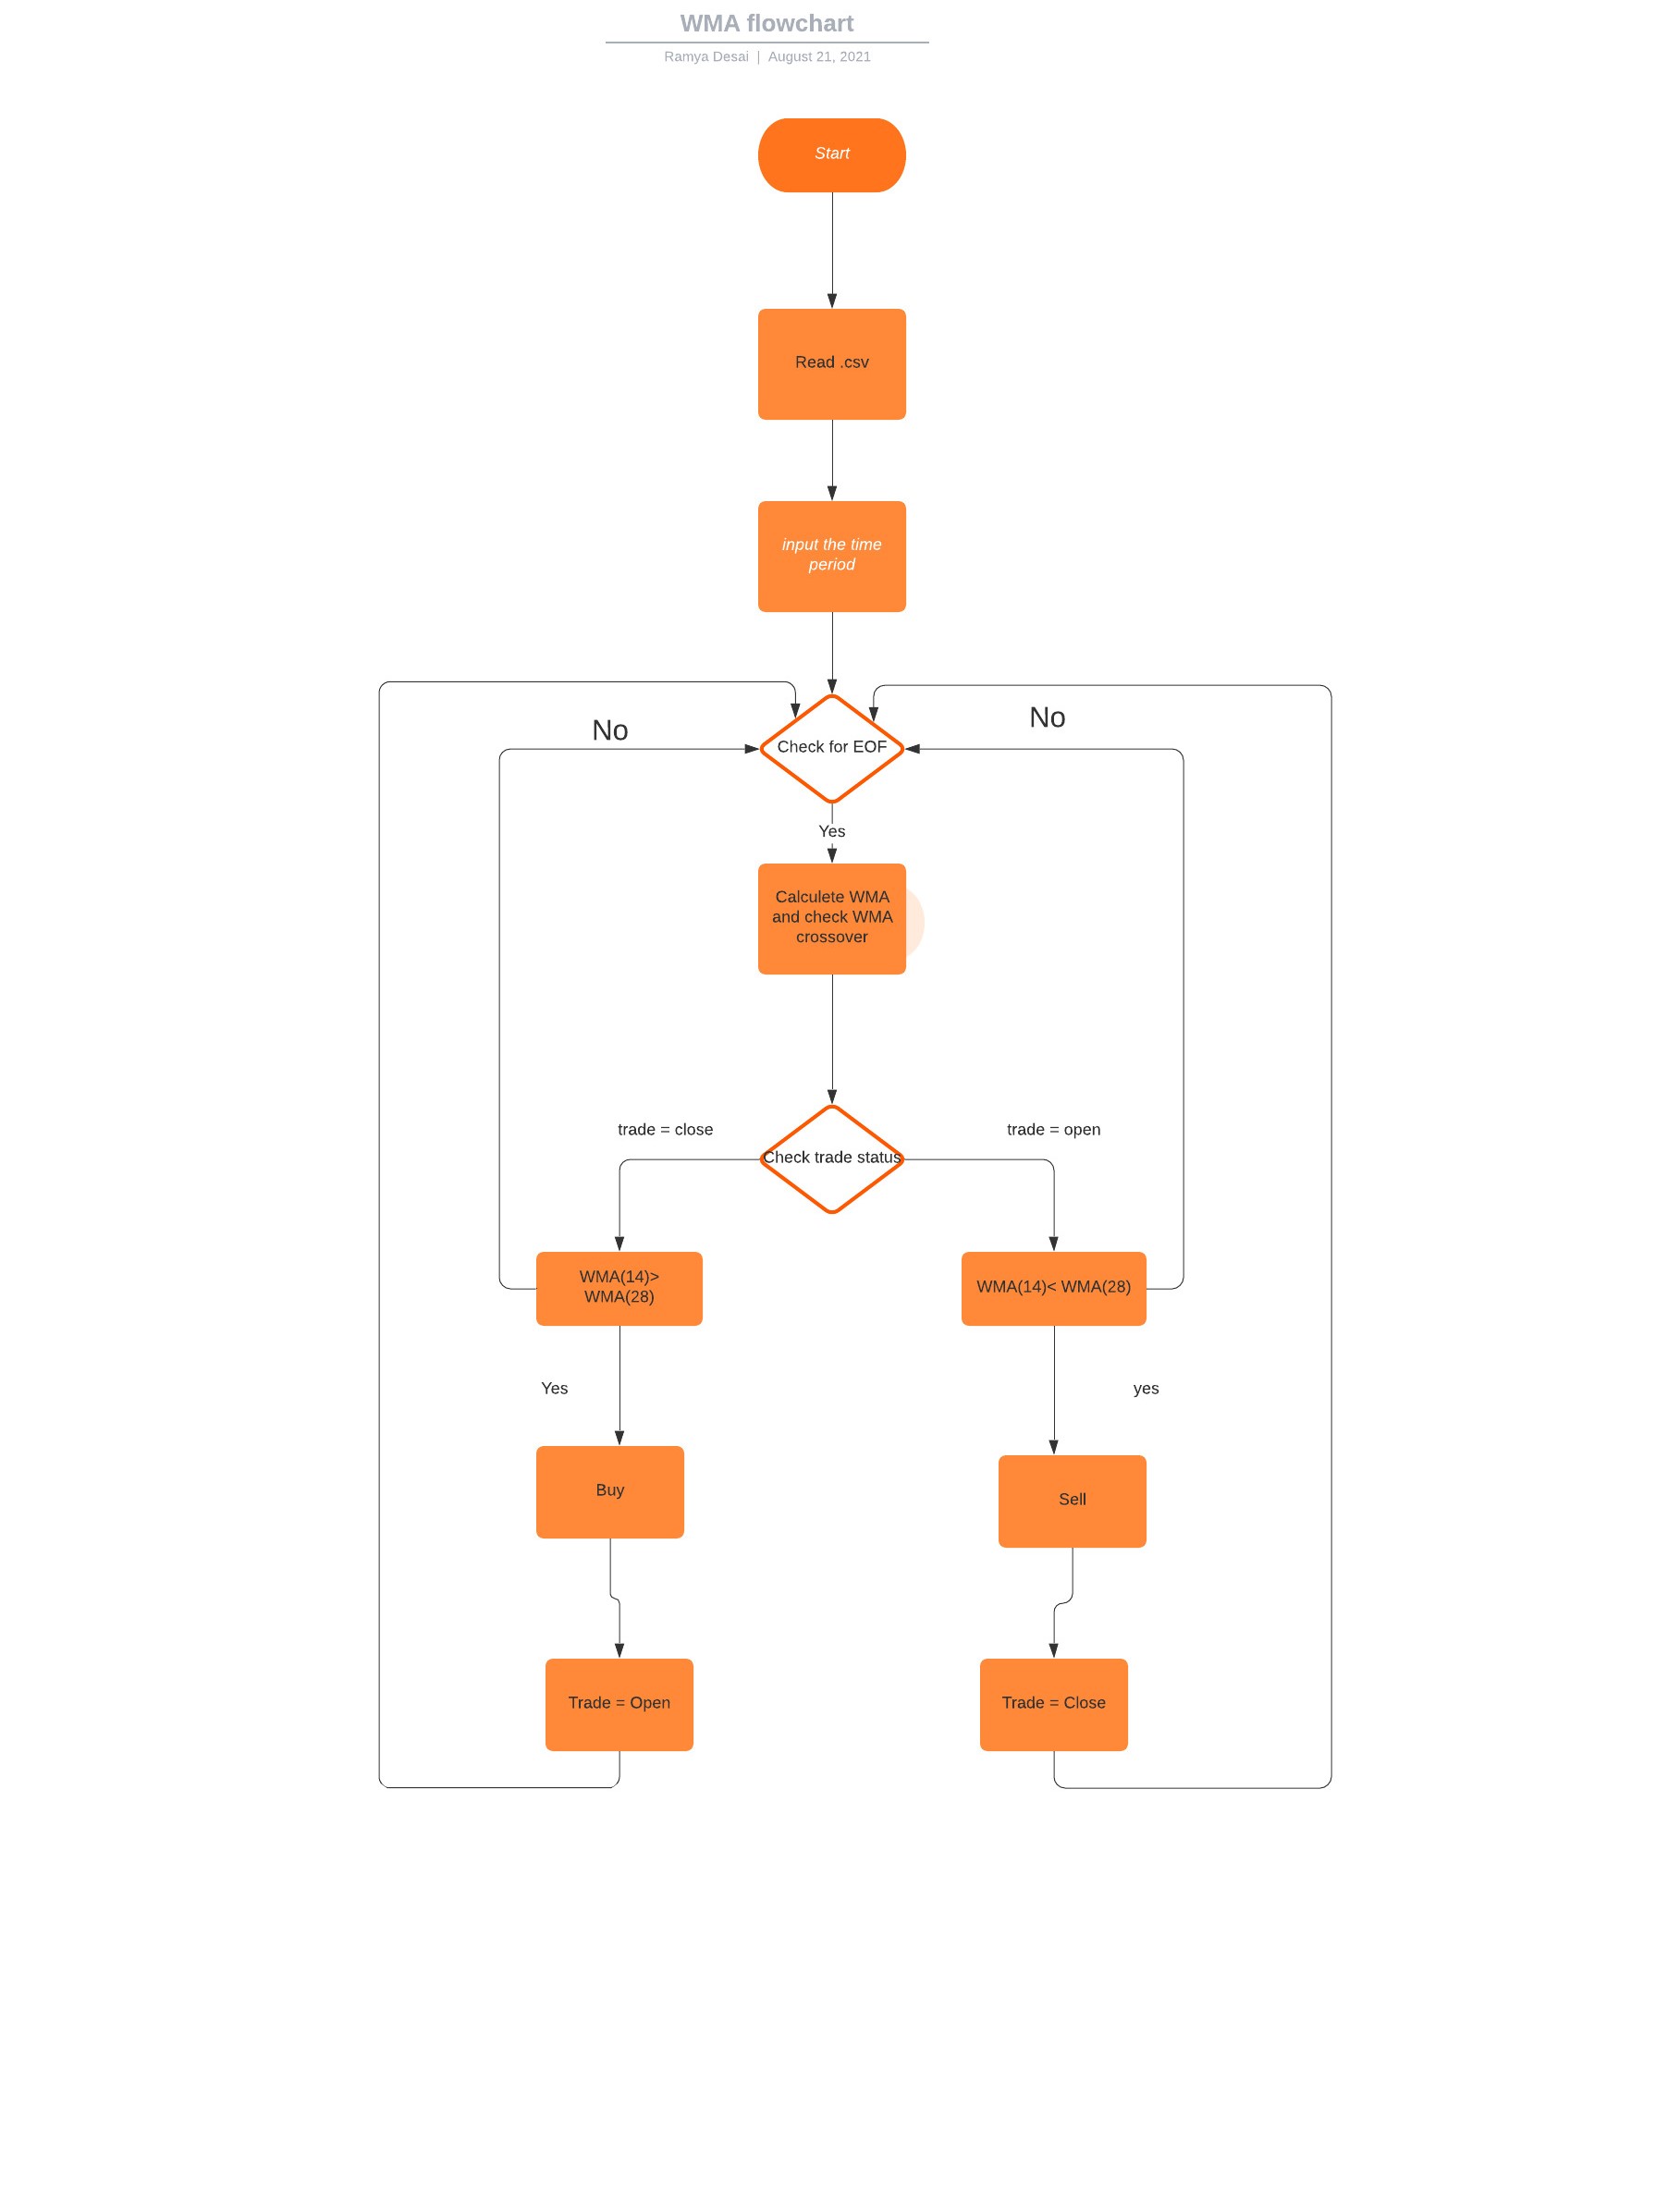 WMA flowchart
Ramya Desai | August 21, 2021
Start
Read .csv
input the time
period
No
No
Check for EOF
Yes
Calculete WMA
and check WMA
crossover
trade = close
trade = open
Check trade status
WMA(14)>
WMA(28)
WMA(14)< WMA(28)
Yes
yes
Buy
Sell
Trade = Open
Trade = Close